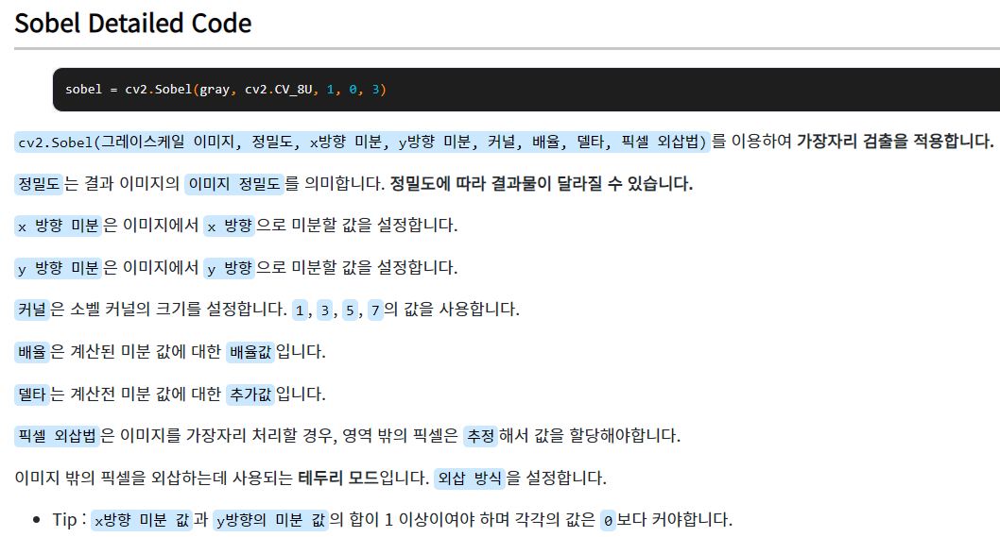 Sobel Detailed Code
sobel = cv2.Sobel(gray, cv2.CV_8U, 1, 0, 3)
cv2.Sobel(그레이스케일 이미지, 정밀도, x방향 미분, y방향 미분, 커널, 배율, 델타, 픽셀 외삽법)를 이용하여 가장자리 검출을 적용합니다.
정밀도는 결과 이미지의 이미지 정밀도를 의미합니다. 정밀도에 따라 결과물이 달라질 수 있습니다.
x 방향 미분은 이미지에서 x 방향으로 미분할 값을 설정합니다.
y 방향 미분은 이미지에서 y 방향으로 미분할 값을 설정합니다.
커널은 소벨 커널의 크기를 설정합니다. 1, 3, 5, 7의 값을 사용합니다.
배율은 계산된 미분 값에 대한 배율값입니다.
델타는 계산전 미분 값에 대한 추가값입니다.
픽셀 외삽법은 이미지를 가장자리 처리할 경우, 영역 밖의 픽셀은 추정해서 값을 할당해야합니다.
이미지 밖의 픽셀을 외삽하는데 사용되는 테두리 모드입니다. 외삽 방식을 설정합니다.
• Tip : x방향 미분 값과 y방향의 미분 값의 합이 1 이상이여야 하며 각각의 값은 0보다 커야합니다.